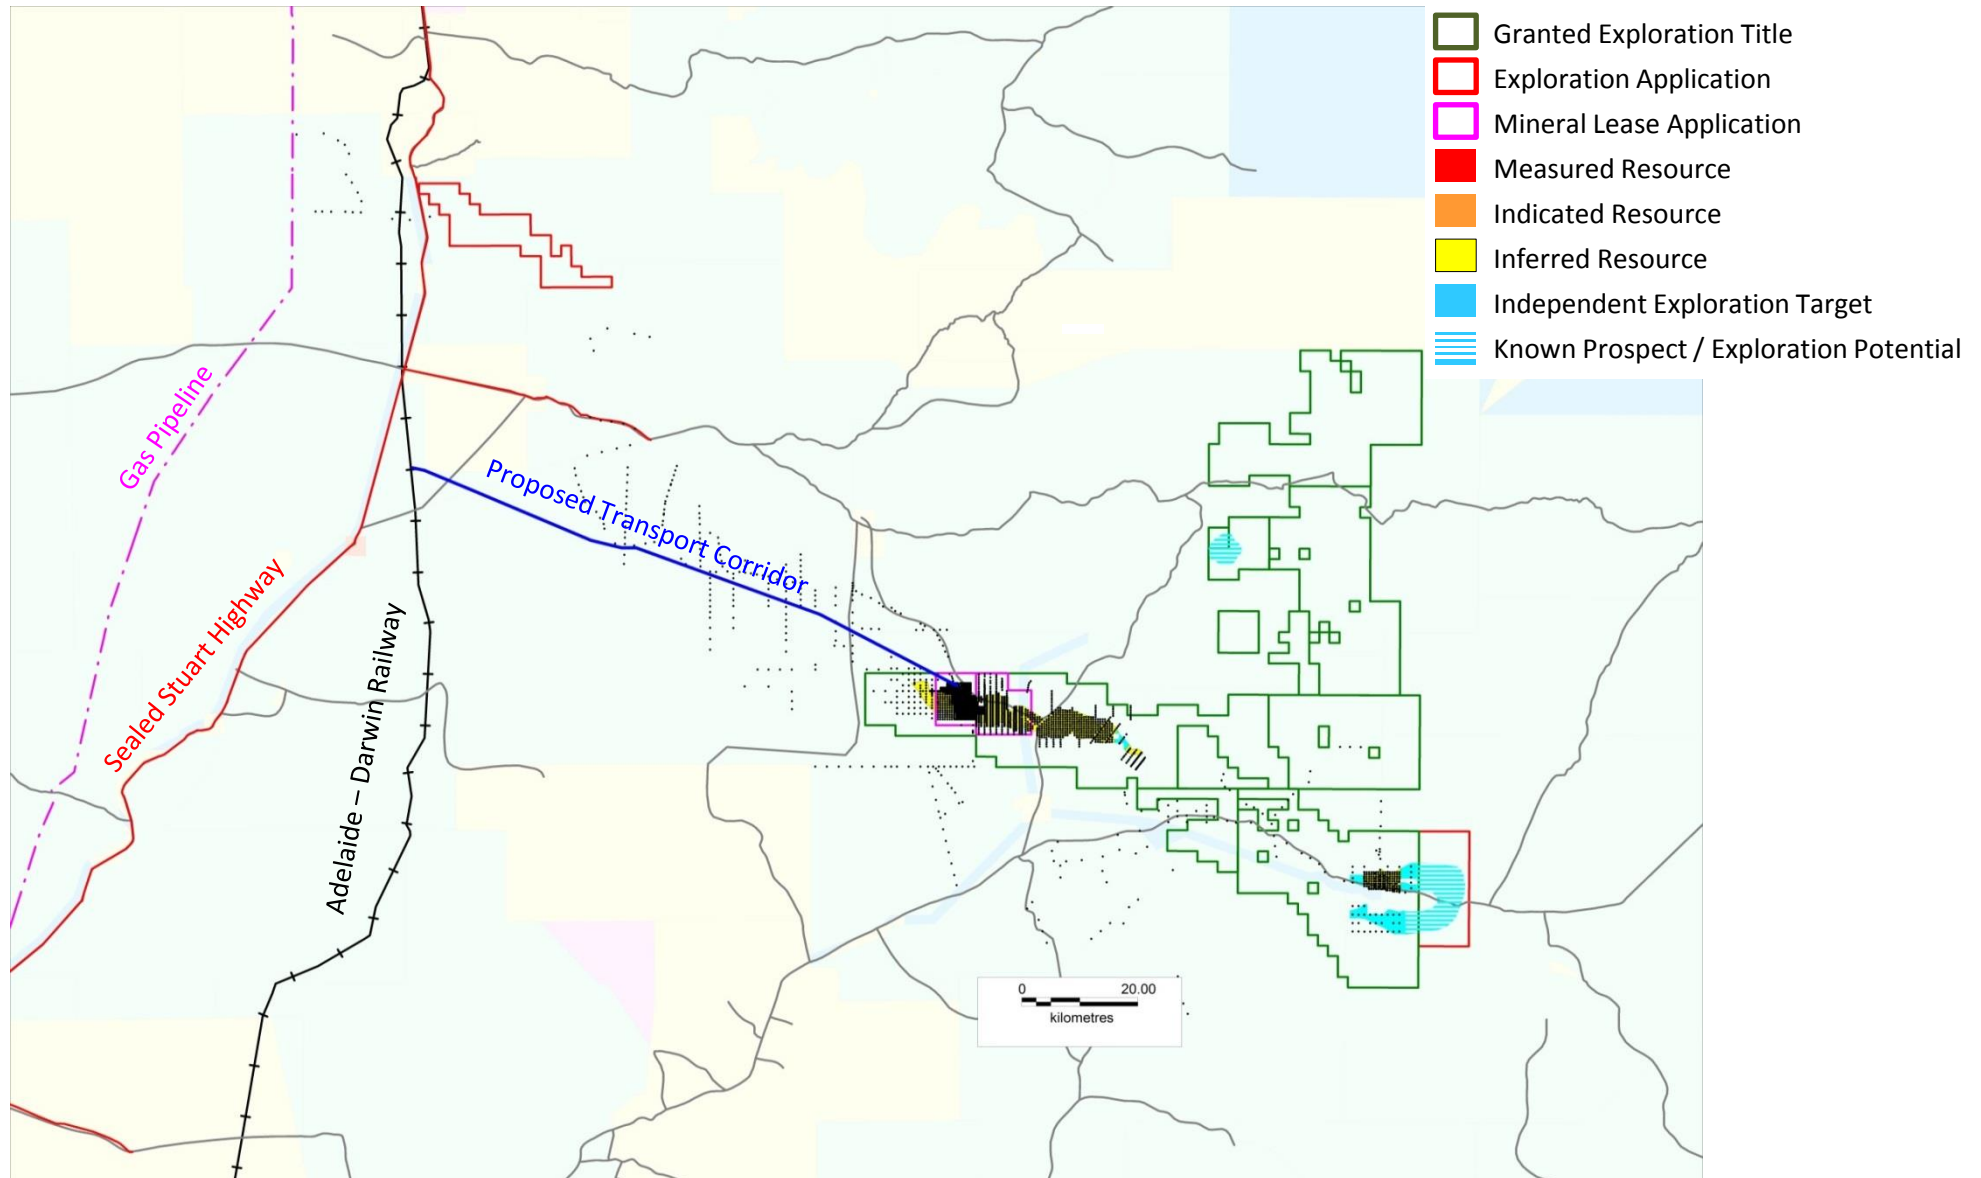 Granted Exploration Title
Exploration Application
Mineral Lease Application
Measured Resource
Indicated Resource
Inferred Resource
Independent Exploration Target
Known Prospect / Exploration Potential
Gas Pipeline
Proposed Transport Corridor
Sealed Stuart Highway
Adelaide – Darwin Railway
0 20.00
kilometres